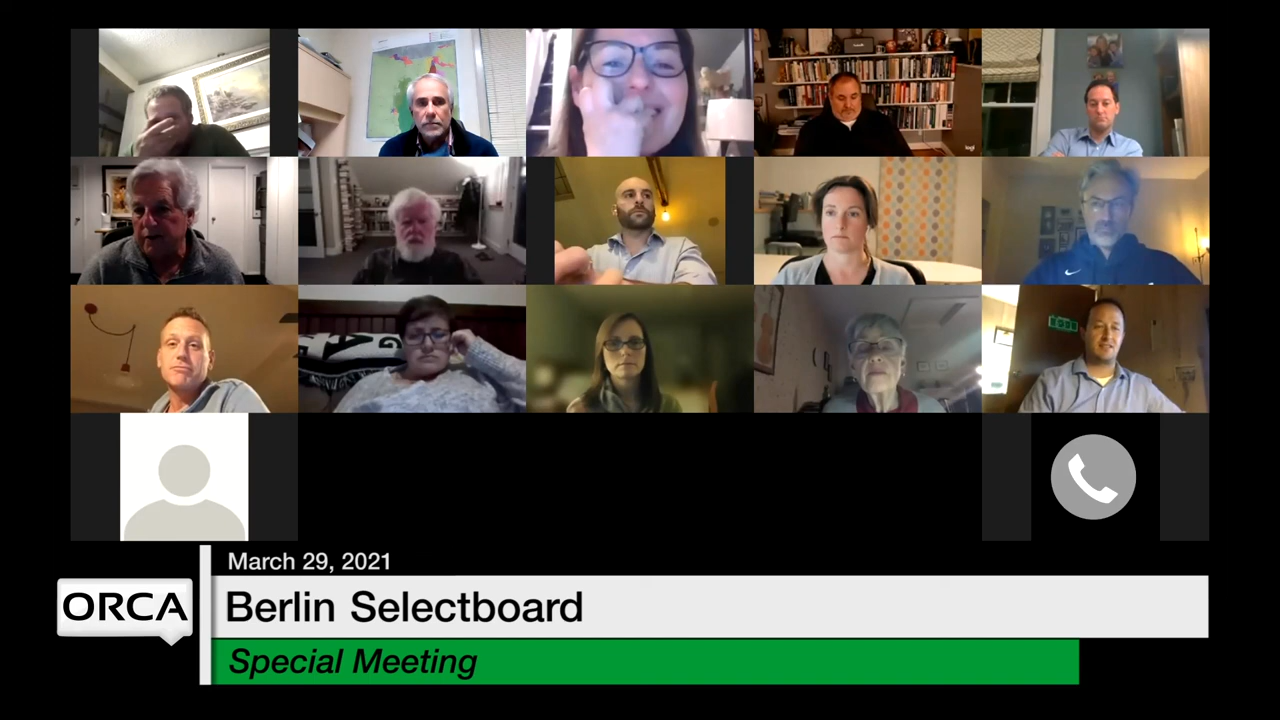 March 29, 2021
ORCA
Berlin Selectboard
Special Meeting